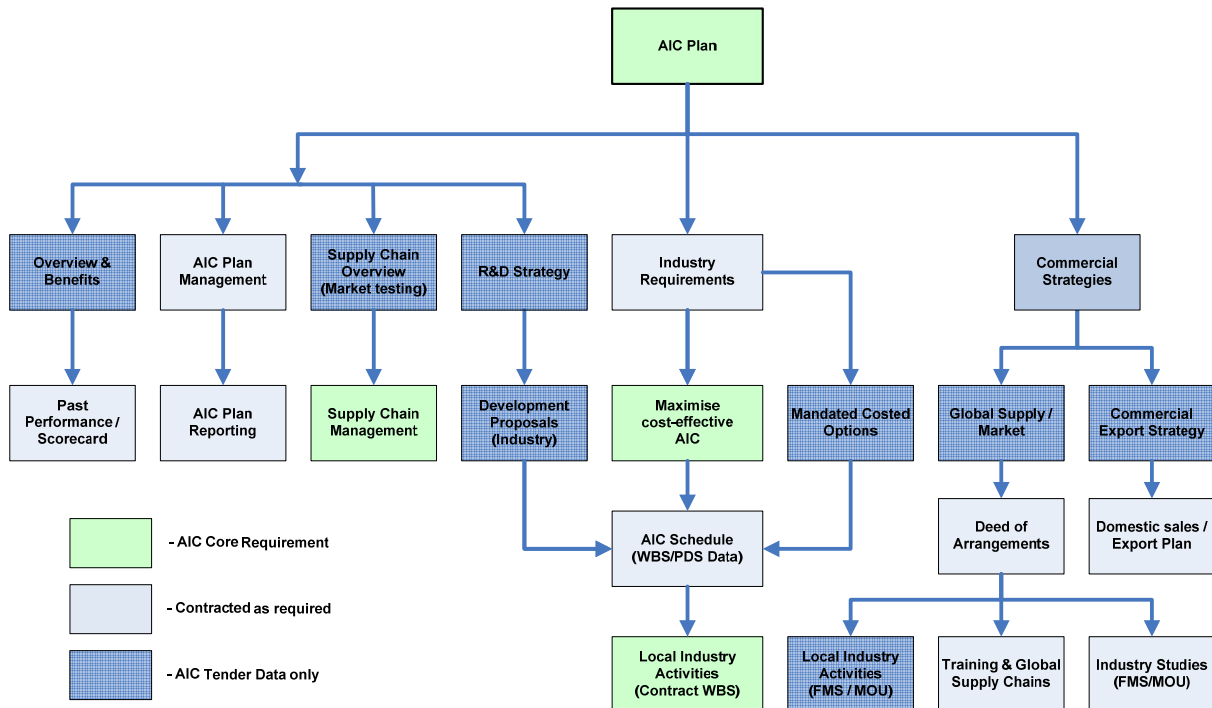 AIC Plan
Overview &
Benefits
AIC Plan
Management
Supply Chain
Overview
(Market testing)
R&D Strategy
Industry
Requirements
Commercial
Strategies
Past
Performance /
Scorecard
AIC Plan
Reporting
Supply Chain
Management
Development
Proposals
(Industry)
Maximise
cost-effective
AIC
Mandated Costed
Options
Global Supply /
Market
Commercial
Export Strategy
AIC Schedule
(WBS/PDS Data)
Deed of
Arrangements
Domestic sales /
Export Plan
Local Industry
Activities
(Contract WBS)
Local Industry
Activities
(FMS / MOU)
Training & Global
Supply Chains
Industry Studies
(FMS/MOU)
- AIC Core Requirement
- Contracted as required
- AIC Tender Data only